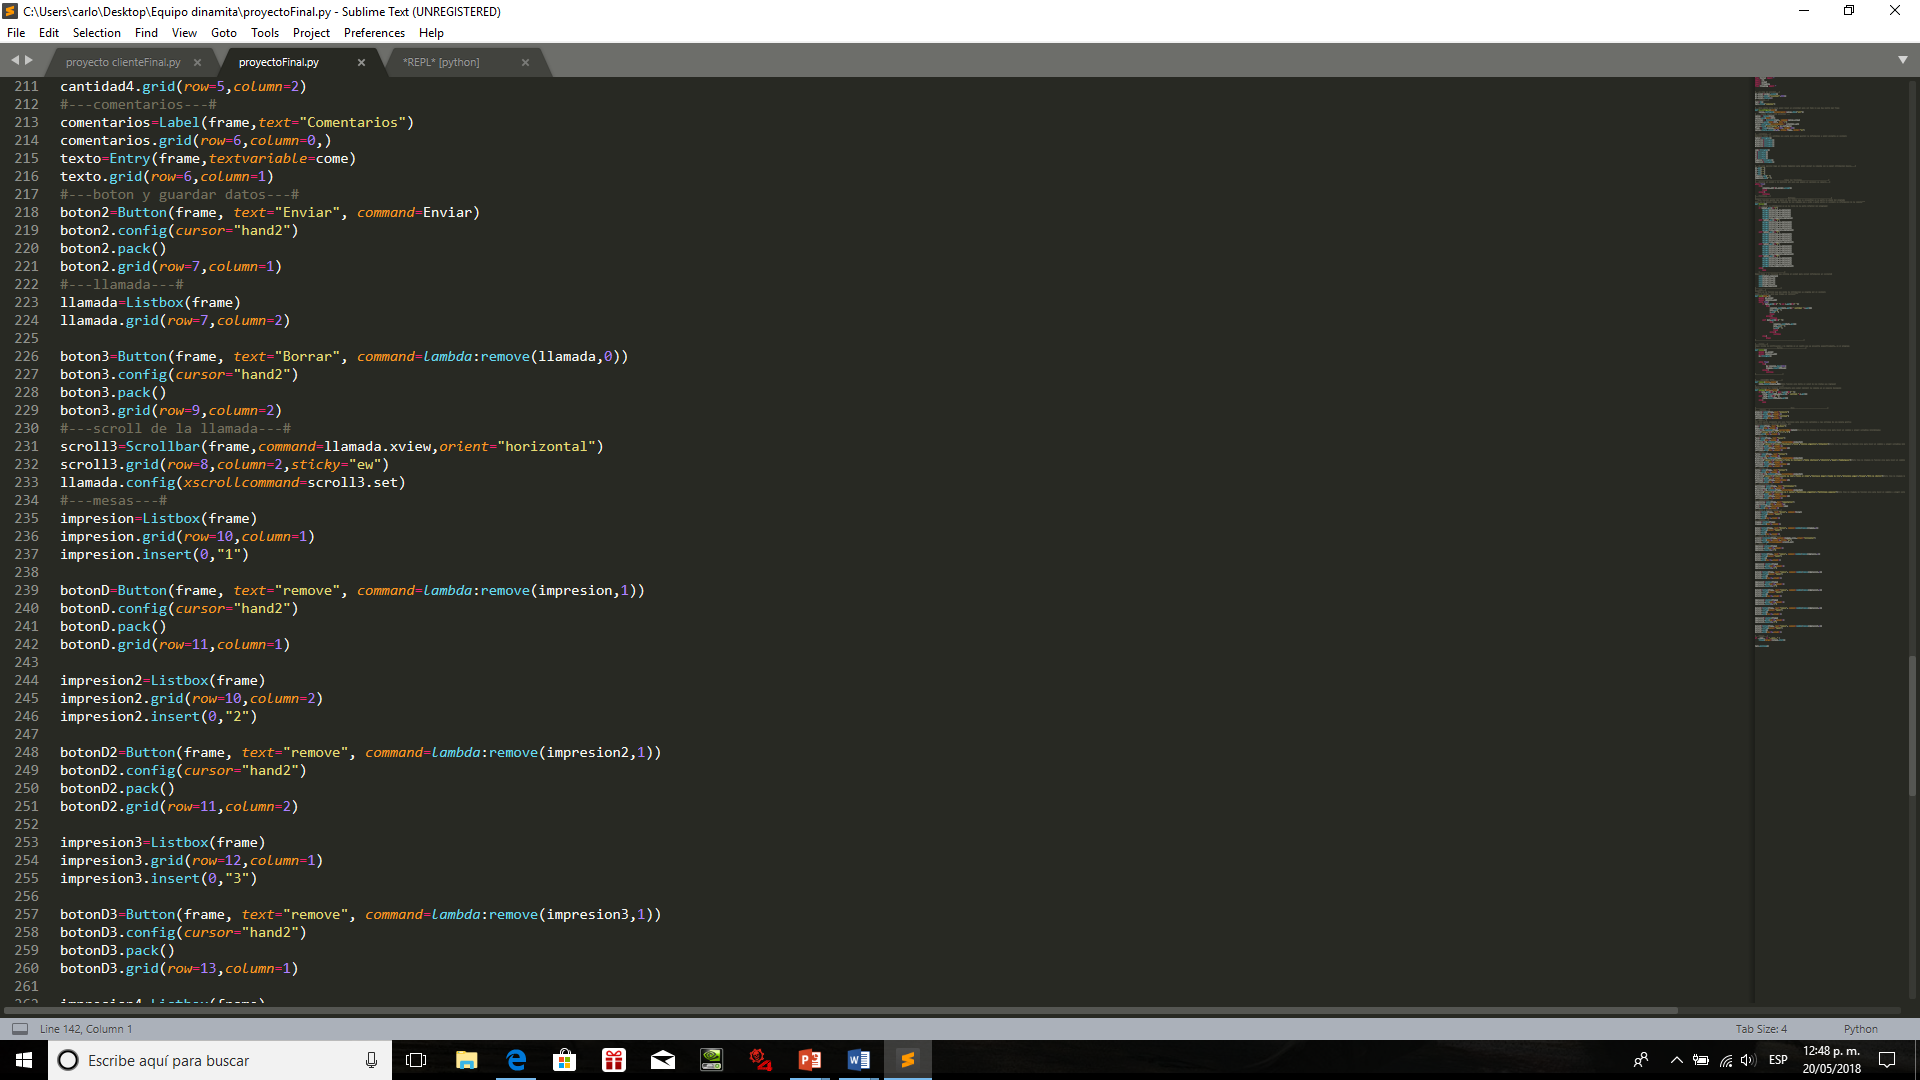 C:\Users\carlo\Desktop\Equipo dinamita\proyectoFinal.py - Sublime Text (UNREGISTERED)
File Edit Selection Find View Goto Tools Project Preferences Help
proyecto clienteFinal.py proyectoFinal.py *REPL* [python]
211 cantidad4.grid(row=5,column=2)
212 #---comentarios---#
213 comentarios=Label(frame,text="Comentarios")
214 comentarios.grid(row=6,column=0,)
215 texto=Entry(frame,textvariable=come)
216 texto.grid(row=6,column=1)
217 #---boton y guardar datos---#
218 boton2=Button(frame, text="Enviar", command=Enviar)
219 boton2.config(cursor="hand2")
220 boton2.pack()
221 boton2.grid(row=7,column=1)
222 #---llamada---#
223 llamada=Listbox(frame)
224 llamada.grid(row=7,column=2)
225
226 boton3=Button(frame, text="Borrar", command=lambda:remove(llamada,0))
227 boton3.config(cursor="hand2")
228 boton3.pack()
229 boton3.grid(row=9,column=2)
230 #---scroll de la llamada---#
231 scroll3=Scrollbar(frame,command=llamada.xview,orient="horizontal")
232 scroll3.grid(row=8,column=2,sticky="ew")
233 llamada.config(xscrollcommand=scroll3.set)
234 #---mesas---#
235 impresion=Listbox(frame)
236 impresion.grid(row=10,column=1)
237 impresion.insert(0,"1")
238
239 botonD=Button(frame, text="remove", command=lambda:remove(impresion,1))
240 botonD.config(cursor="hand2")
241 botonD.pack()
242 botonD.grid(row=11,column=1)
243
244 impresion2=Listbox(frame)
245 impresion2.grid(row=10,column=2)
246 impresion2.insert(0,"2")
247
248 botonD2=Button(frame, text="remove", command=lambda:remove(impresion2,1))
249 botonD2.config(cursor="hand2")
250 botonD2.pack()
251 botonD2.grid(row=11,column=2)
252
253 impresion3=Listbox(frame)
254 impresion3.grid(row=12,column=1)
255 impresion3.insert(0,"3")
256
257 botonD3=Button(frame, text="remove", command=lambda:remove(impresion3,1))
258 botonD3.config(cursor="hand2")
259 botonD3.pack()
260 botonD3.grid(row=13,column=1)
261
262 impresion4=Listbox(frame)
Line 142, Column 1 Tab Size: 4 Python
Escribe aquí para buscar ESP 12:48 p. m.
20/05/2018